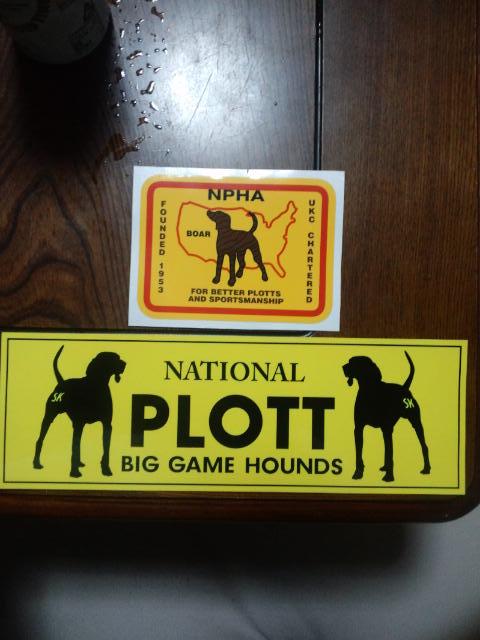 NPHA
FOUNDED 1953
BOAR
UKC CHARTERED
FOR BETTER PLOTTS
AND SPORTSMANSHIP
NATIONAL
PLOTT
BIG GAME HOUNDS
SK
SK